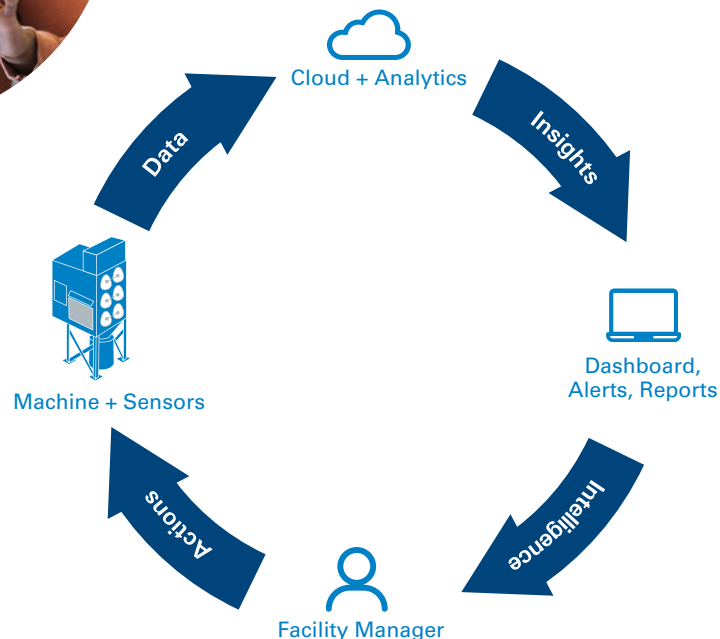 Cloud + Analytics
Data
Insights
Dashboard,
Alerts, Reports
Machine + Sensors
Intelligence
Actions
Facility Manager